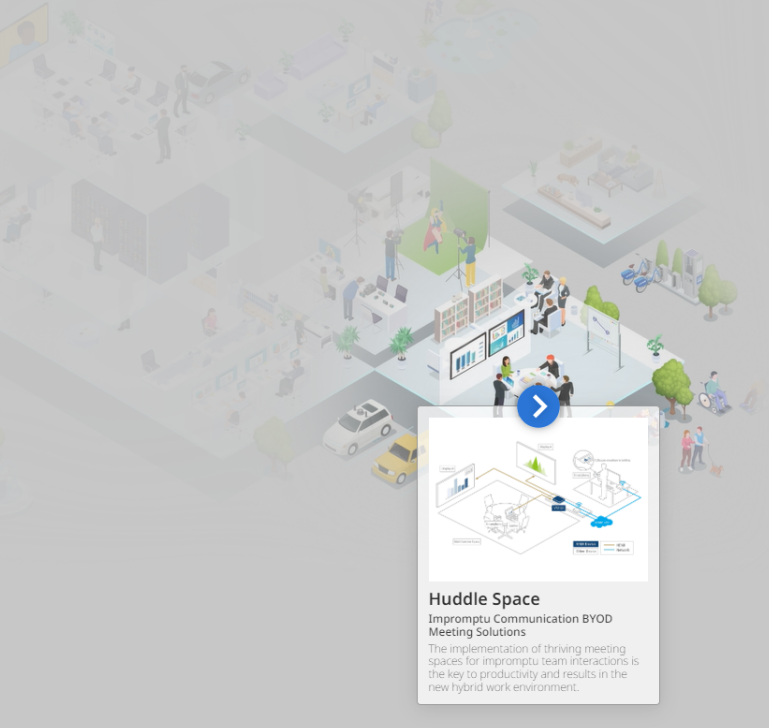 Huddle Space
Impromptu Communication BYOD
Meeting Solutions
The implementation of thriving meeting
spaces for impromptu team interactions is
the key to productivity and results in the
new hybrid work environment.